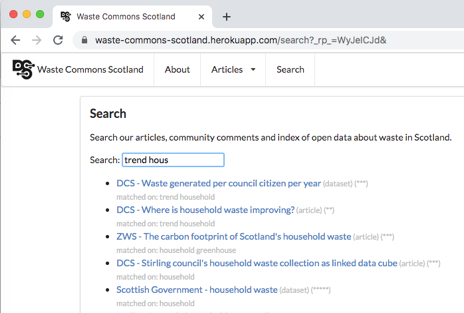 Waste Commons Scotland
waste-commons-scotland.herokuapp.com/search?_rp_=WyJelCJd&
DCS Waste Commons Scotland About Articles Search
Search
Search our articles, community comments and index of open data about waste in Scotland.
Search: trend hous
DCS - Waste generated per council citizen per year (dataset) (***)
matched on: trend household
DCS - Where is household waste improving? (article) (**)
matched on: trend household
ZWS - The carbon footprint of Scotland's household waste (article) (***)
matched on: household greenhouse
DCS - Stirling council's household waste collection as linked data cube (article) (***)
matched on: household
Scottish Government - household waste (dataset) (*****)
matched on: household